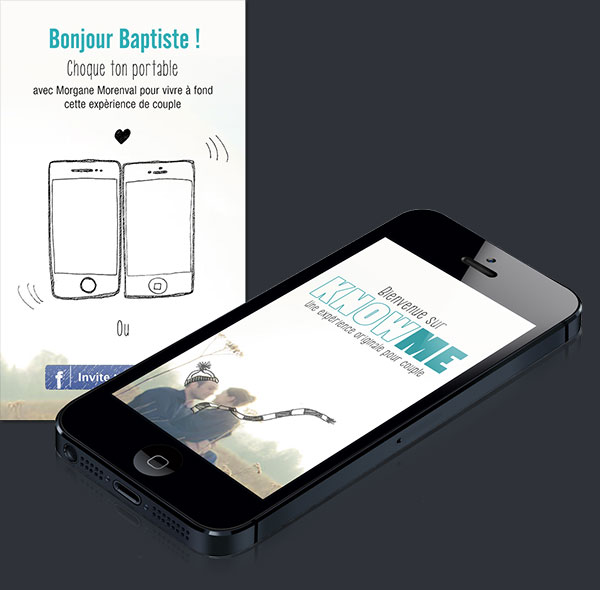 Bonjour Baptiste !
Choque ton portable
avec Morgane Morenval pour vivre à fond
cette expèrience de couple
Ou
f Invite
Bienvenue sur
KNOWME
Une expérience originale pour couple